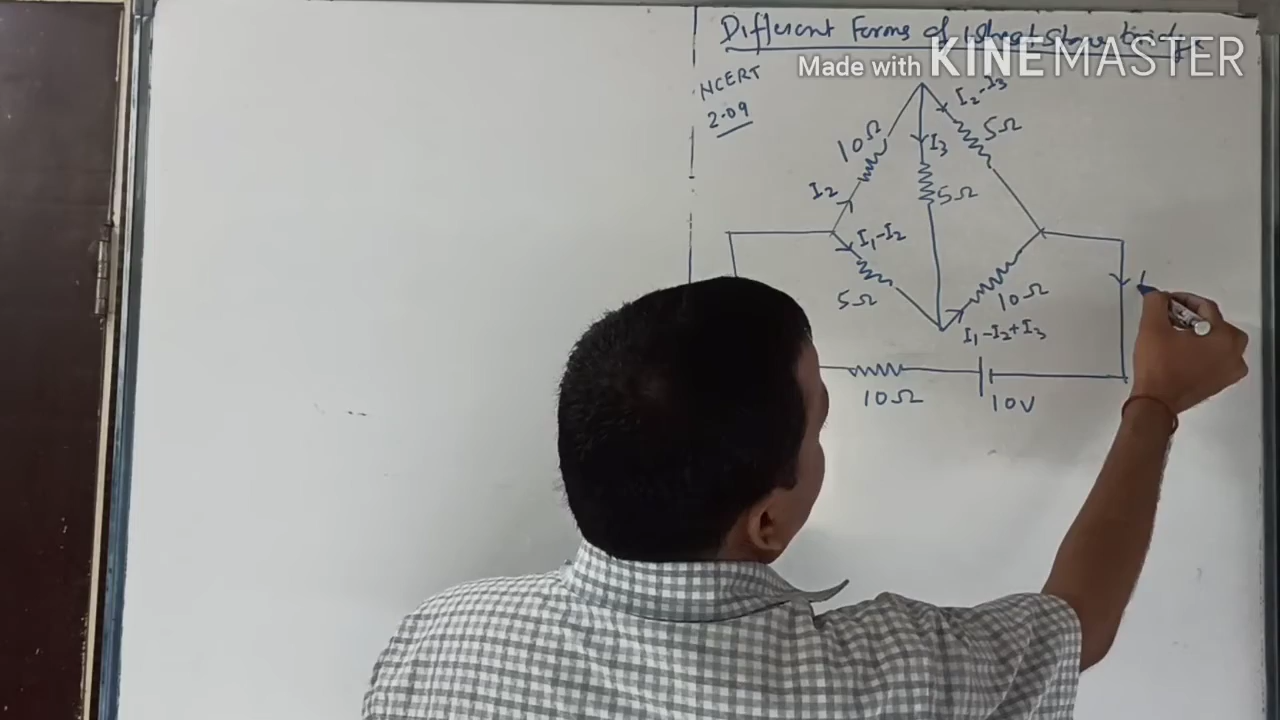 Different Forms of
Made with KINEMASTER
NCERT
2.09
I2-I3
10Ω
5Ω
I3
I2
5Ω
I1-I2
5Ω
10Ω
I1-I2+I3
10Ω
10V